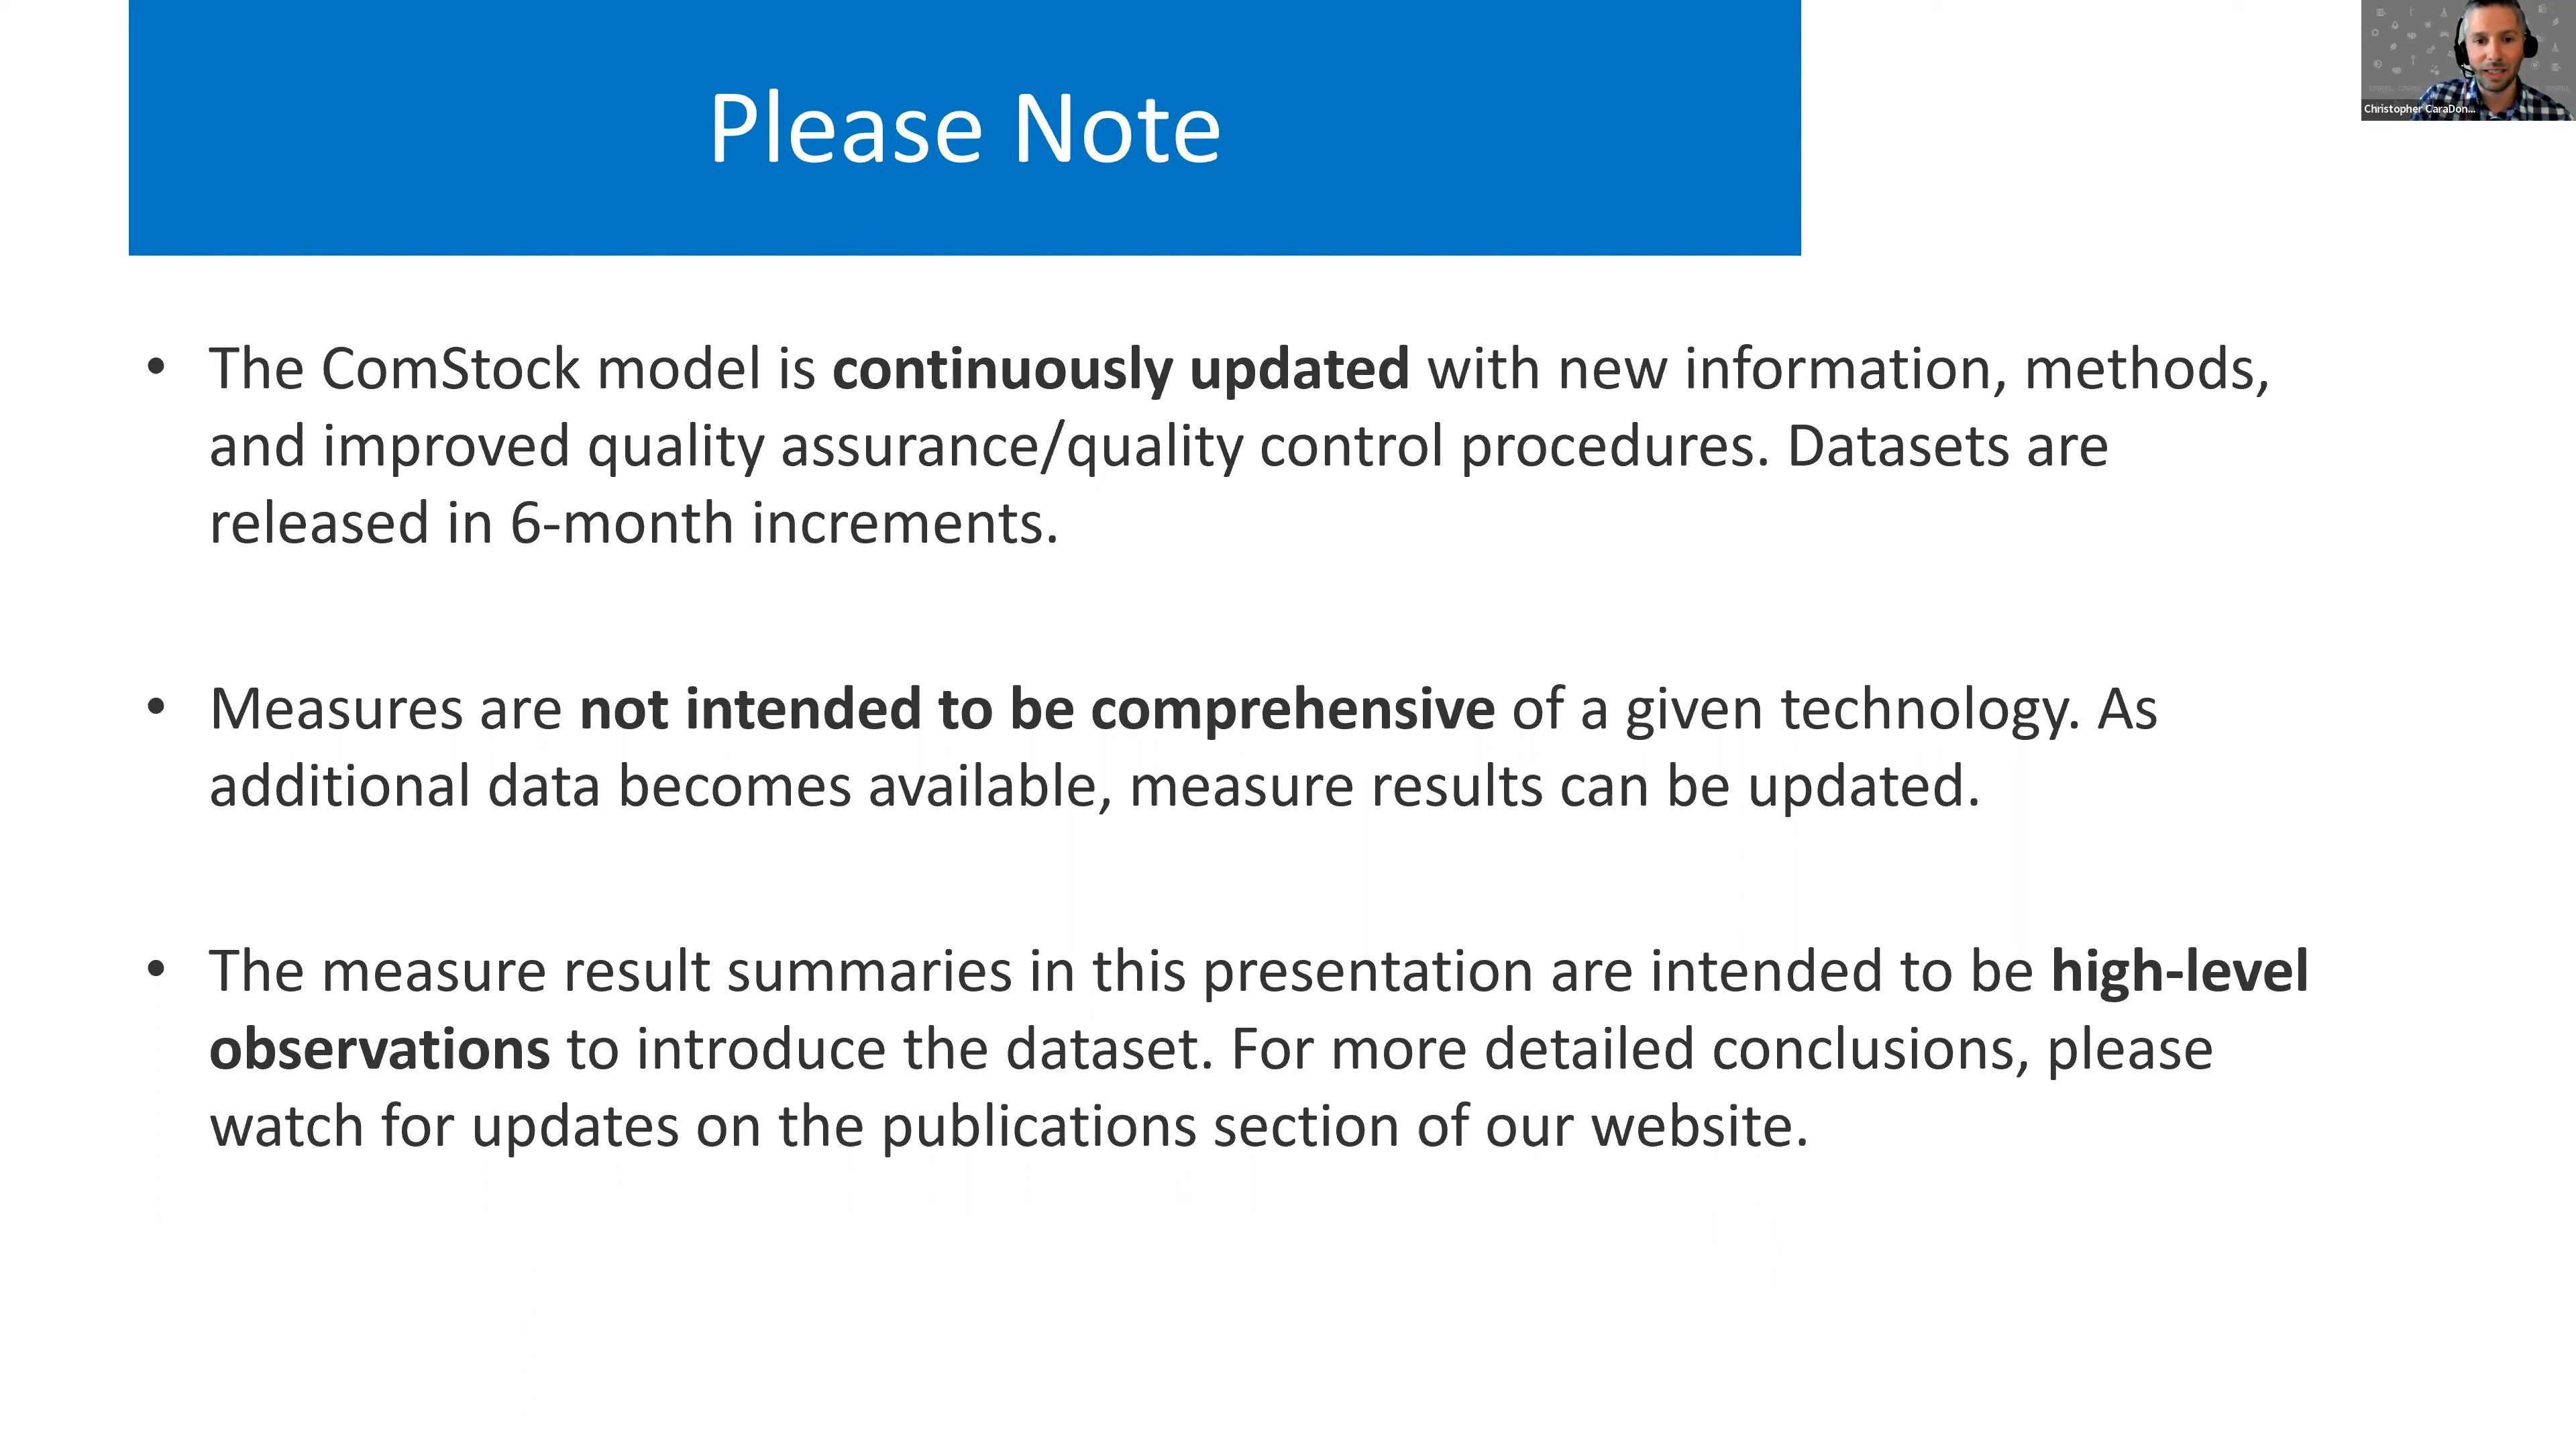 Please Note
Christopher CaraDon...
• The ComStock model is continuously updated with new information, methods,
and improved quality assurance/quality control procedures. Datasets are
released in 6-month increments.
• Measures are not intended to be comprehensive of a given technology. As
additional data becomes available, measure results can be updated.
• The measure result summaries in this presentation are intended to be high-level
observations to introduce the dataset. For more detailed conclusions, please
watch for updates on the publications section of our website.